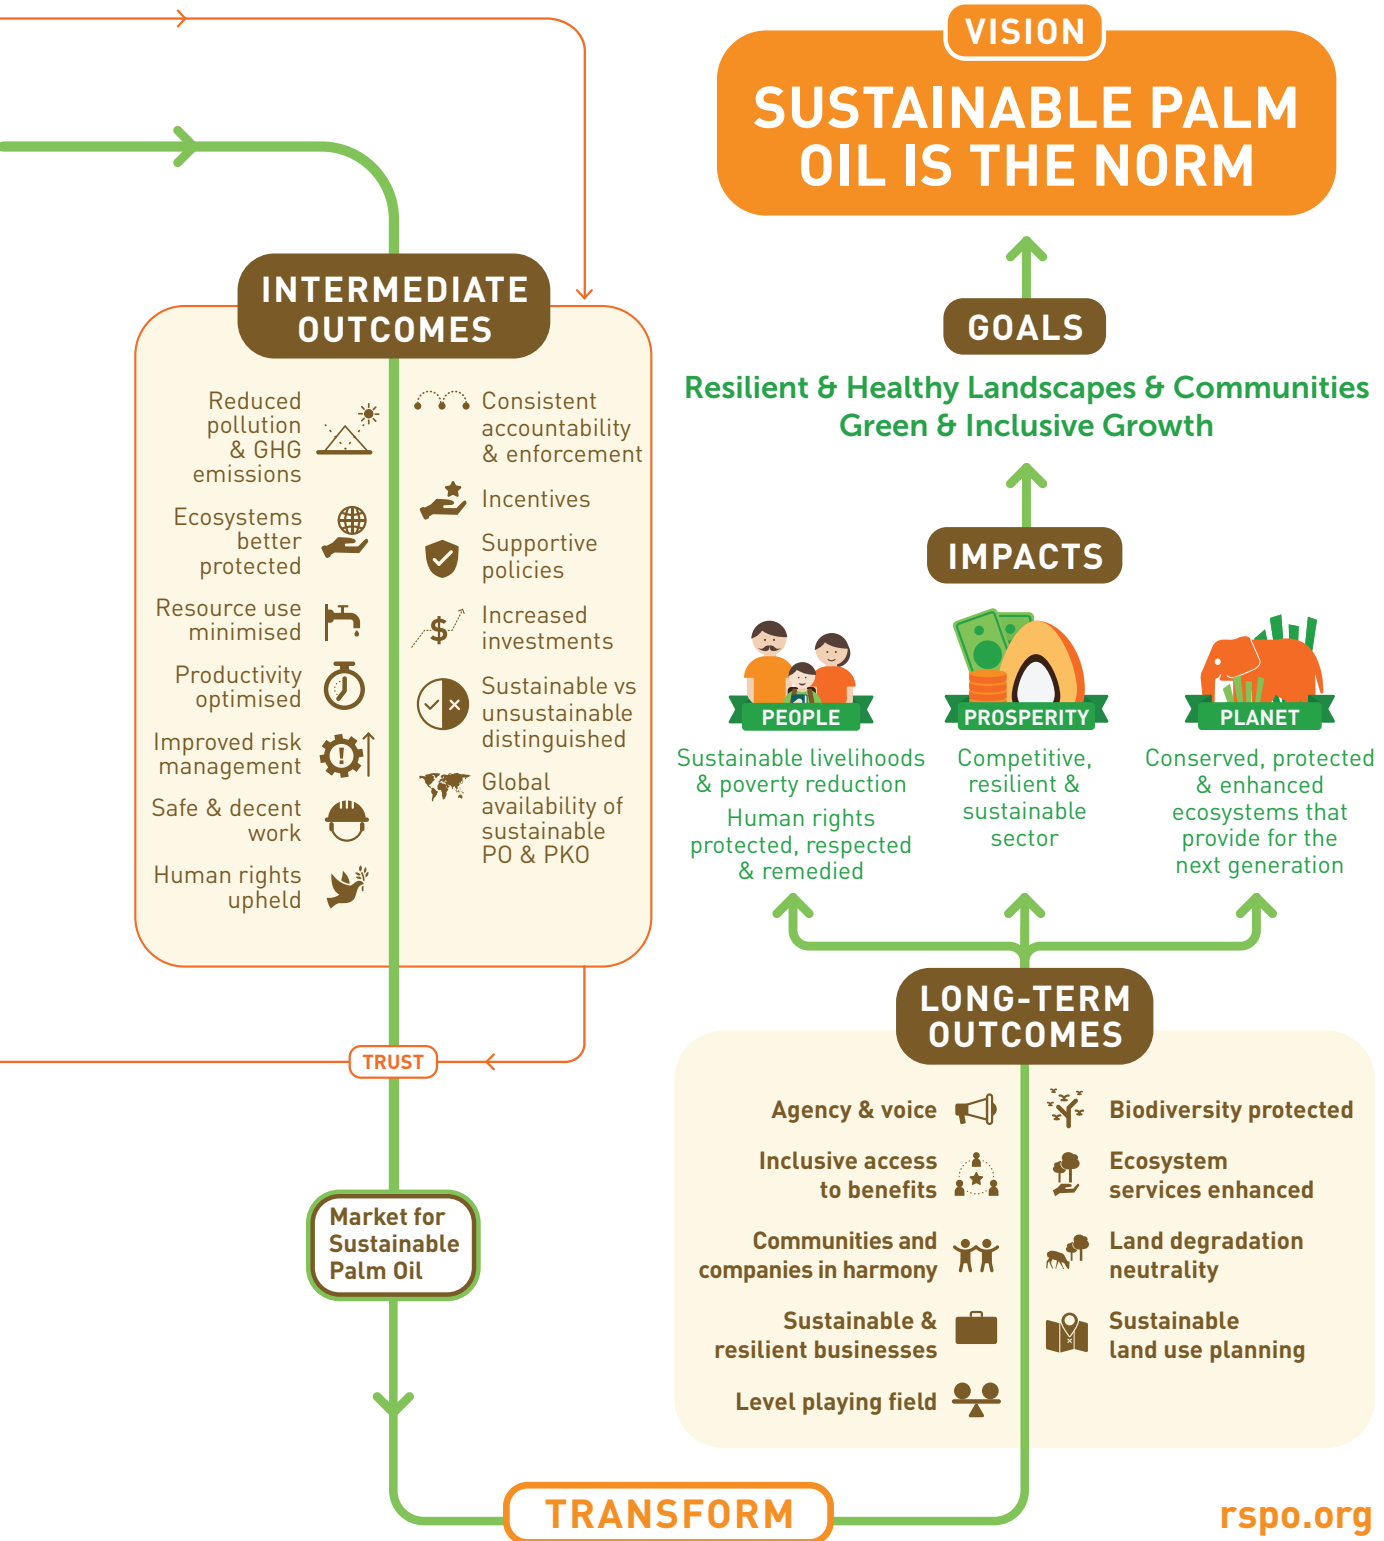 VISION
SUSTAINABLE PALM
OIL IS THE NORM
GOALS
Resilient & Healthy Landscapes & Communities
Green & Inclusive Growth
IMPACTS
PEOPLE
Sustainable livelihoods
& poverty reduction
Human rights
protected, respected
& remedied
PROSPERITY
Competitive,
resilient &
sustainable
sector
PLANET
Conserved, protected
& enhanced
ecosystems that
provide for the
next generation
INTERMEDIATE
OUTCOMES
Reduced
pollution
& GHG
emissions
Ecosystems
better
protected
Resource use
minimised
Productivity
optimised
Improved risk
management
Safe & decent
work
Human rights
upheld
Consistent
accountability
& enforcement
Incentives
Supportive
policies
$
Increased
investments
Sustainable vs
unsustainable
distinguished
Global
availability of
sustainable
PO & PKO
TRUST
Market for
Sustainable
Palm Oil
TRANSFORM
LONG-TERM
OUTCOMES
Agency & voice
Inclusive access
to benefits
Communities and
companies in harmony
Sustainable &
resilient businesses
Level playing field
Biodiversity protected
Ecosystem
services enhanced
Land degradation
neutrality
Sustainable
land use planning
rspo.org